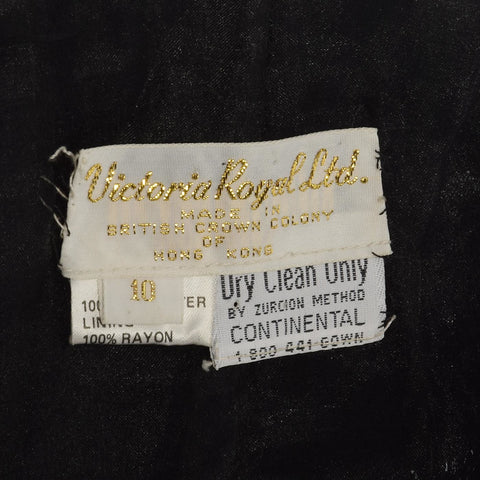 Victoria Royal Ltd.
MADE IN
BRITISH CROWN COLONY
OF
HONG KONG
10
LINING
100% RAYON
Dry Clean Only
BY ZURCION METHOD
CONTINENTAL
1 800 441 GOWN